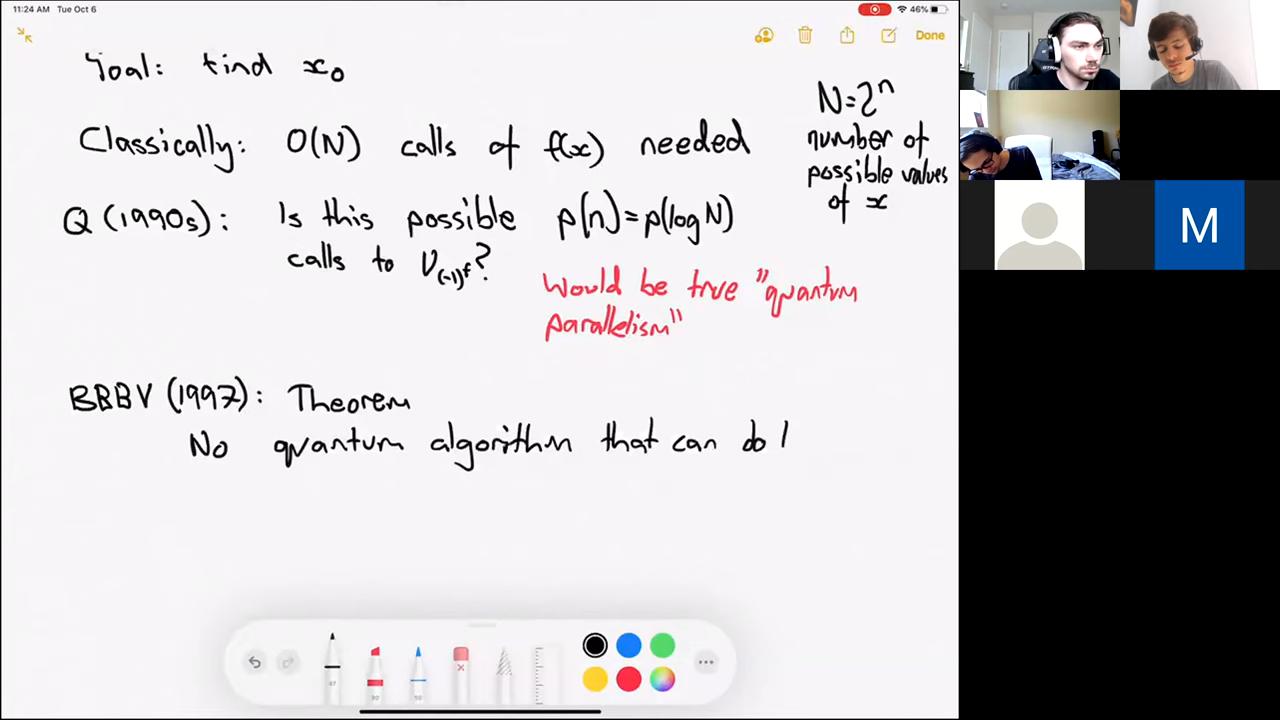 11:24 AM Tue Oct 6
46%
Done
Goal: find x₀
N=2ⁿ
number of
possible values
of x
Classically: O(N) calls of f(x) needed
Q (1990s): Is this possible p(n)=p(log N)
calls to U₍₋₁₎f?
Would be true "quantum
parallelism"
BBBV (1997): Theorem
No quantum algorithm that can do
M